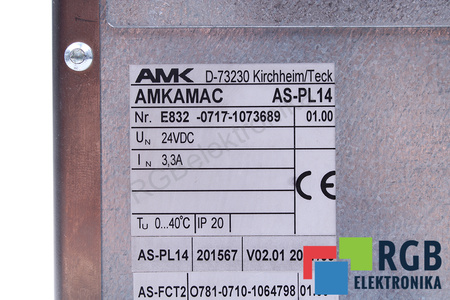 AMK D-73230 Kirchheim/Teck
AMKAMAC AS-PL14
Nr. E832 -0717-1073689 01.00
UN 24VDC
IN 3,3A
CE
TU 0...40°C IP 20
AS-PL14 201567 V02.01
AS-FCT2 O781-0710-1064798
RGB
ELEKTRONIKA